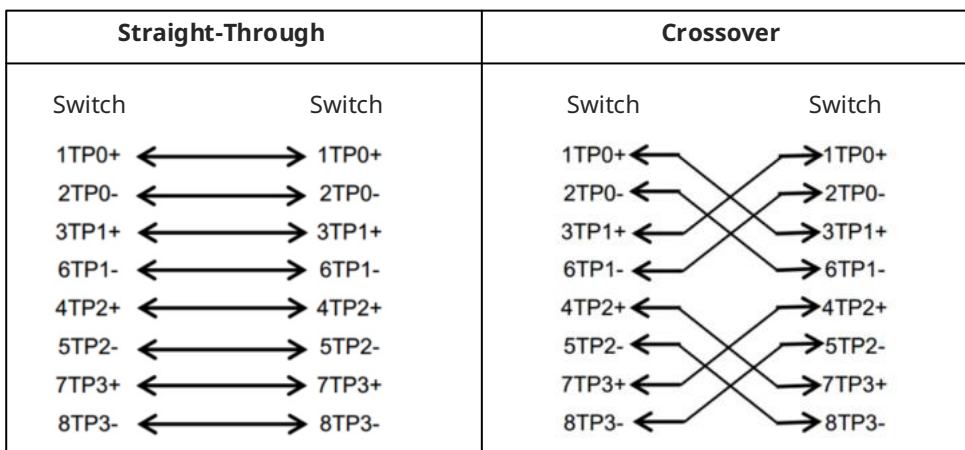 Straight-Through Crossover
Switch Switch Switch Switch
1TP0+ 1TP0+ 1TP0+ 1TP0+
2TP0- 2TP0- 2TP0- 2TP0-
3TP1+ 3TP1+ 3TP1+ 3TP1+
6TP1- 6TP1- 6TP1- 6TP1-
4TP2+ 4TP2+ 4TP2+ 4TP2+
5TP2- 5TP2- 5TP2- 5TP2-
7TP3+ 7TP3+ 7TP3+ 7TP3+
8TP3- 8TP3- 8TP3- 8TP3-